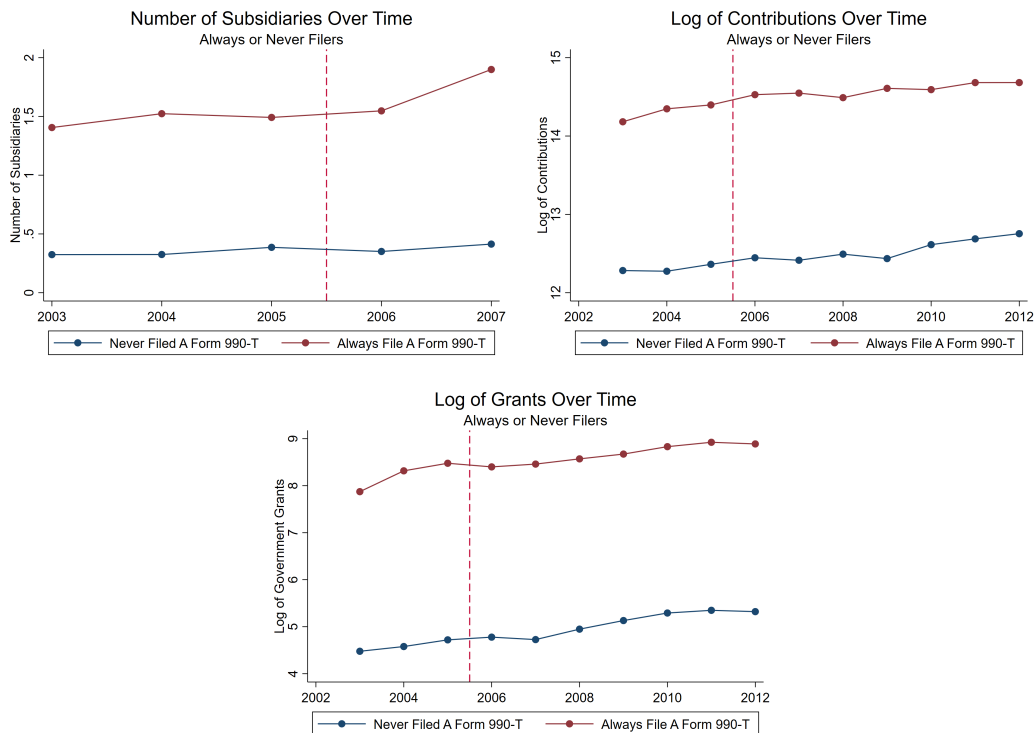 Number of Subsidiaries Over Time
Always or Never Filers
Number of Subsidiaries
2
1.5
1
.5
0
2003 2004 2005 2006 2007
Never Filed A Form 990-T Always File A Form 990-T
Log of Contributions Over Time
Always or Never Filers
Log of Contributions
15
14
13
12
2002 2004 2006 2008 2010 2012
Never Filed A Form 990-T Always File A Form 990-T
Log of Grants Over Time
Always or Never Filers
Log of Government Grants
9
8
7
6
5
4
2002 2004 2006 2008 2010 2012
Never Filed A Form 990-T Always File A Form 990-T